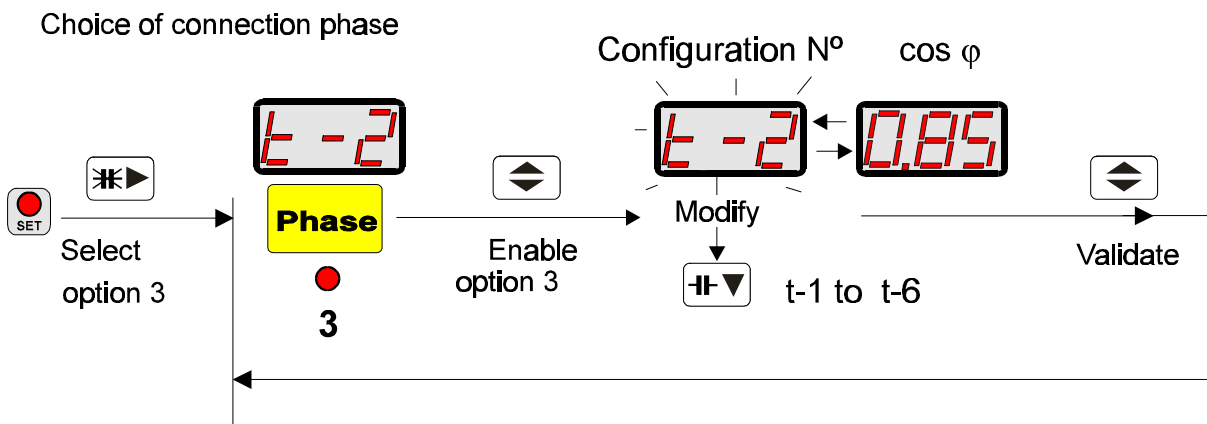 Choice of connection phase
Configuration Nº
cos φ
t-2
t-2
0.85
SET
Phase
Modify
Select
option 3
Enable
option 3
Validate
t-1 to t-6
3